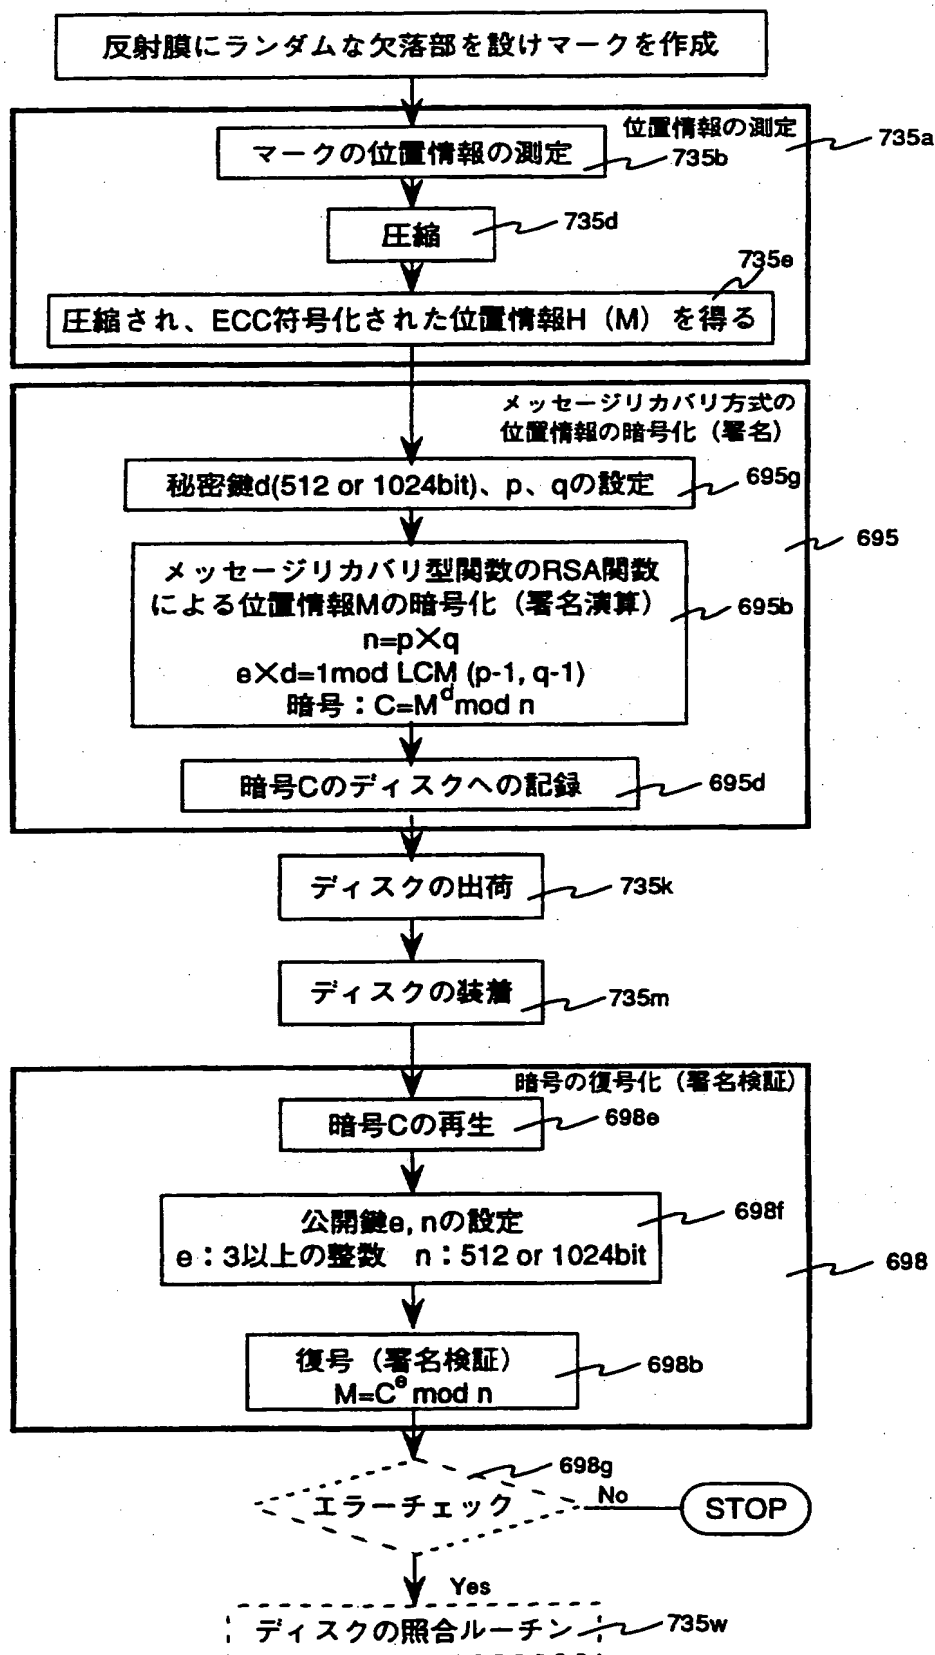 反射膜にランダムな欠落部を設けマークを作成
位置情報の測定
735a
マークの位置情報の測定
735b
圧縮
735d
735e
圧縮され、ECC符号化された位置情報H（M）を得る
メッセージリカバリ方式の
位置情報の暗号化（署名）
秘密鍵d(512 or 1024bit)、p、qの設定
695g
695
メッセージリカバリ型関数のRSA関数
による位置情報Mの暗号化（署名演算）
n=p×q
e×d=1mod LCM (p-1, q-1)
暗号：C=M^d mod n
695b
暗号Cのディスクへの記録
695d
ディスクの出荷
735k
ディスクの装着
735m
暗号の復号化（署名検証）
暗号Cの再生
698e
公開鍵e, nの設定
e：3以上の整数　n：512 or 1024bit
698f
698
復号（署名検証）
M=C^e mod n
698b
698g
エラーチェック
No
STOP
Yes
ディスクの照合ルーチン
735w